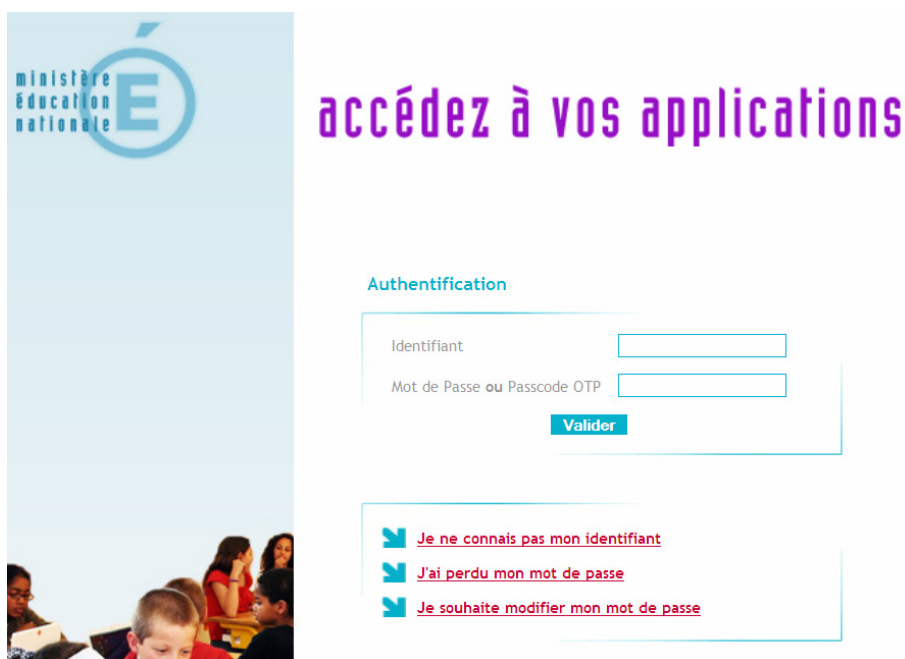 ministère
éducation
nationale
É
accédez à vos applications
Authentification
Identifiant
Mot de Passe ou Passcode OTP
Valider
Je ne connais pas mon identifiant
J'ai perdu mon mot de passe
Je souhaite modifier mon mot de passe